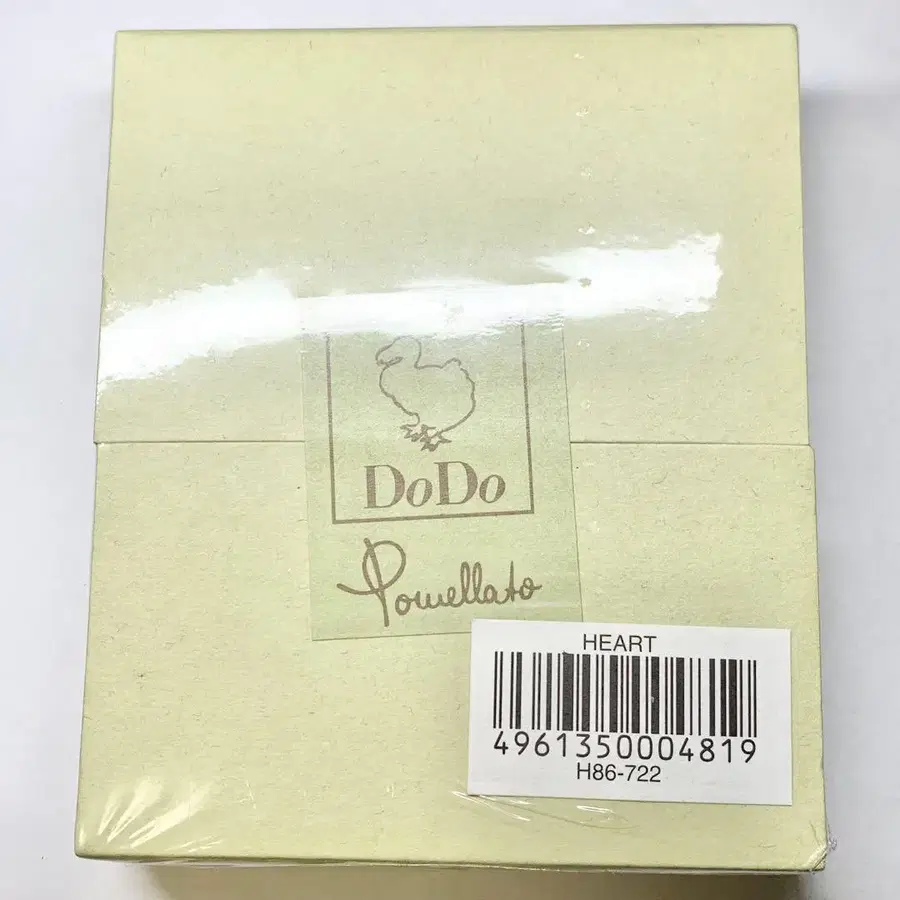 DoDo
Pomellato
HEART
4961350004819
H86-722